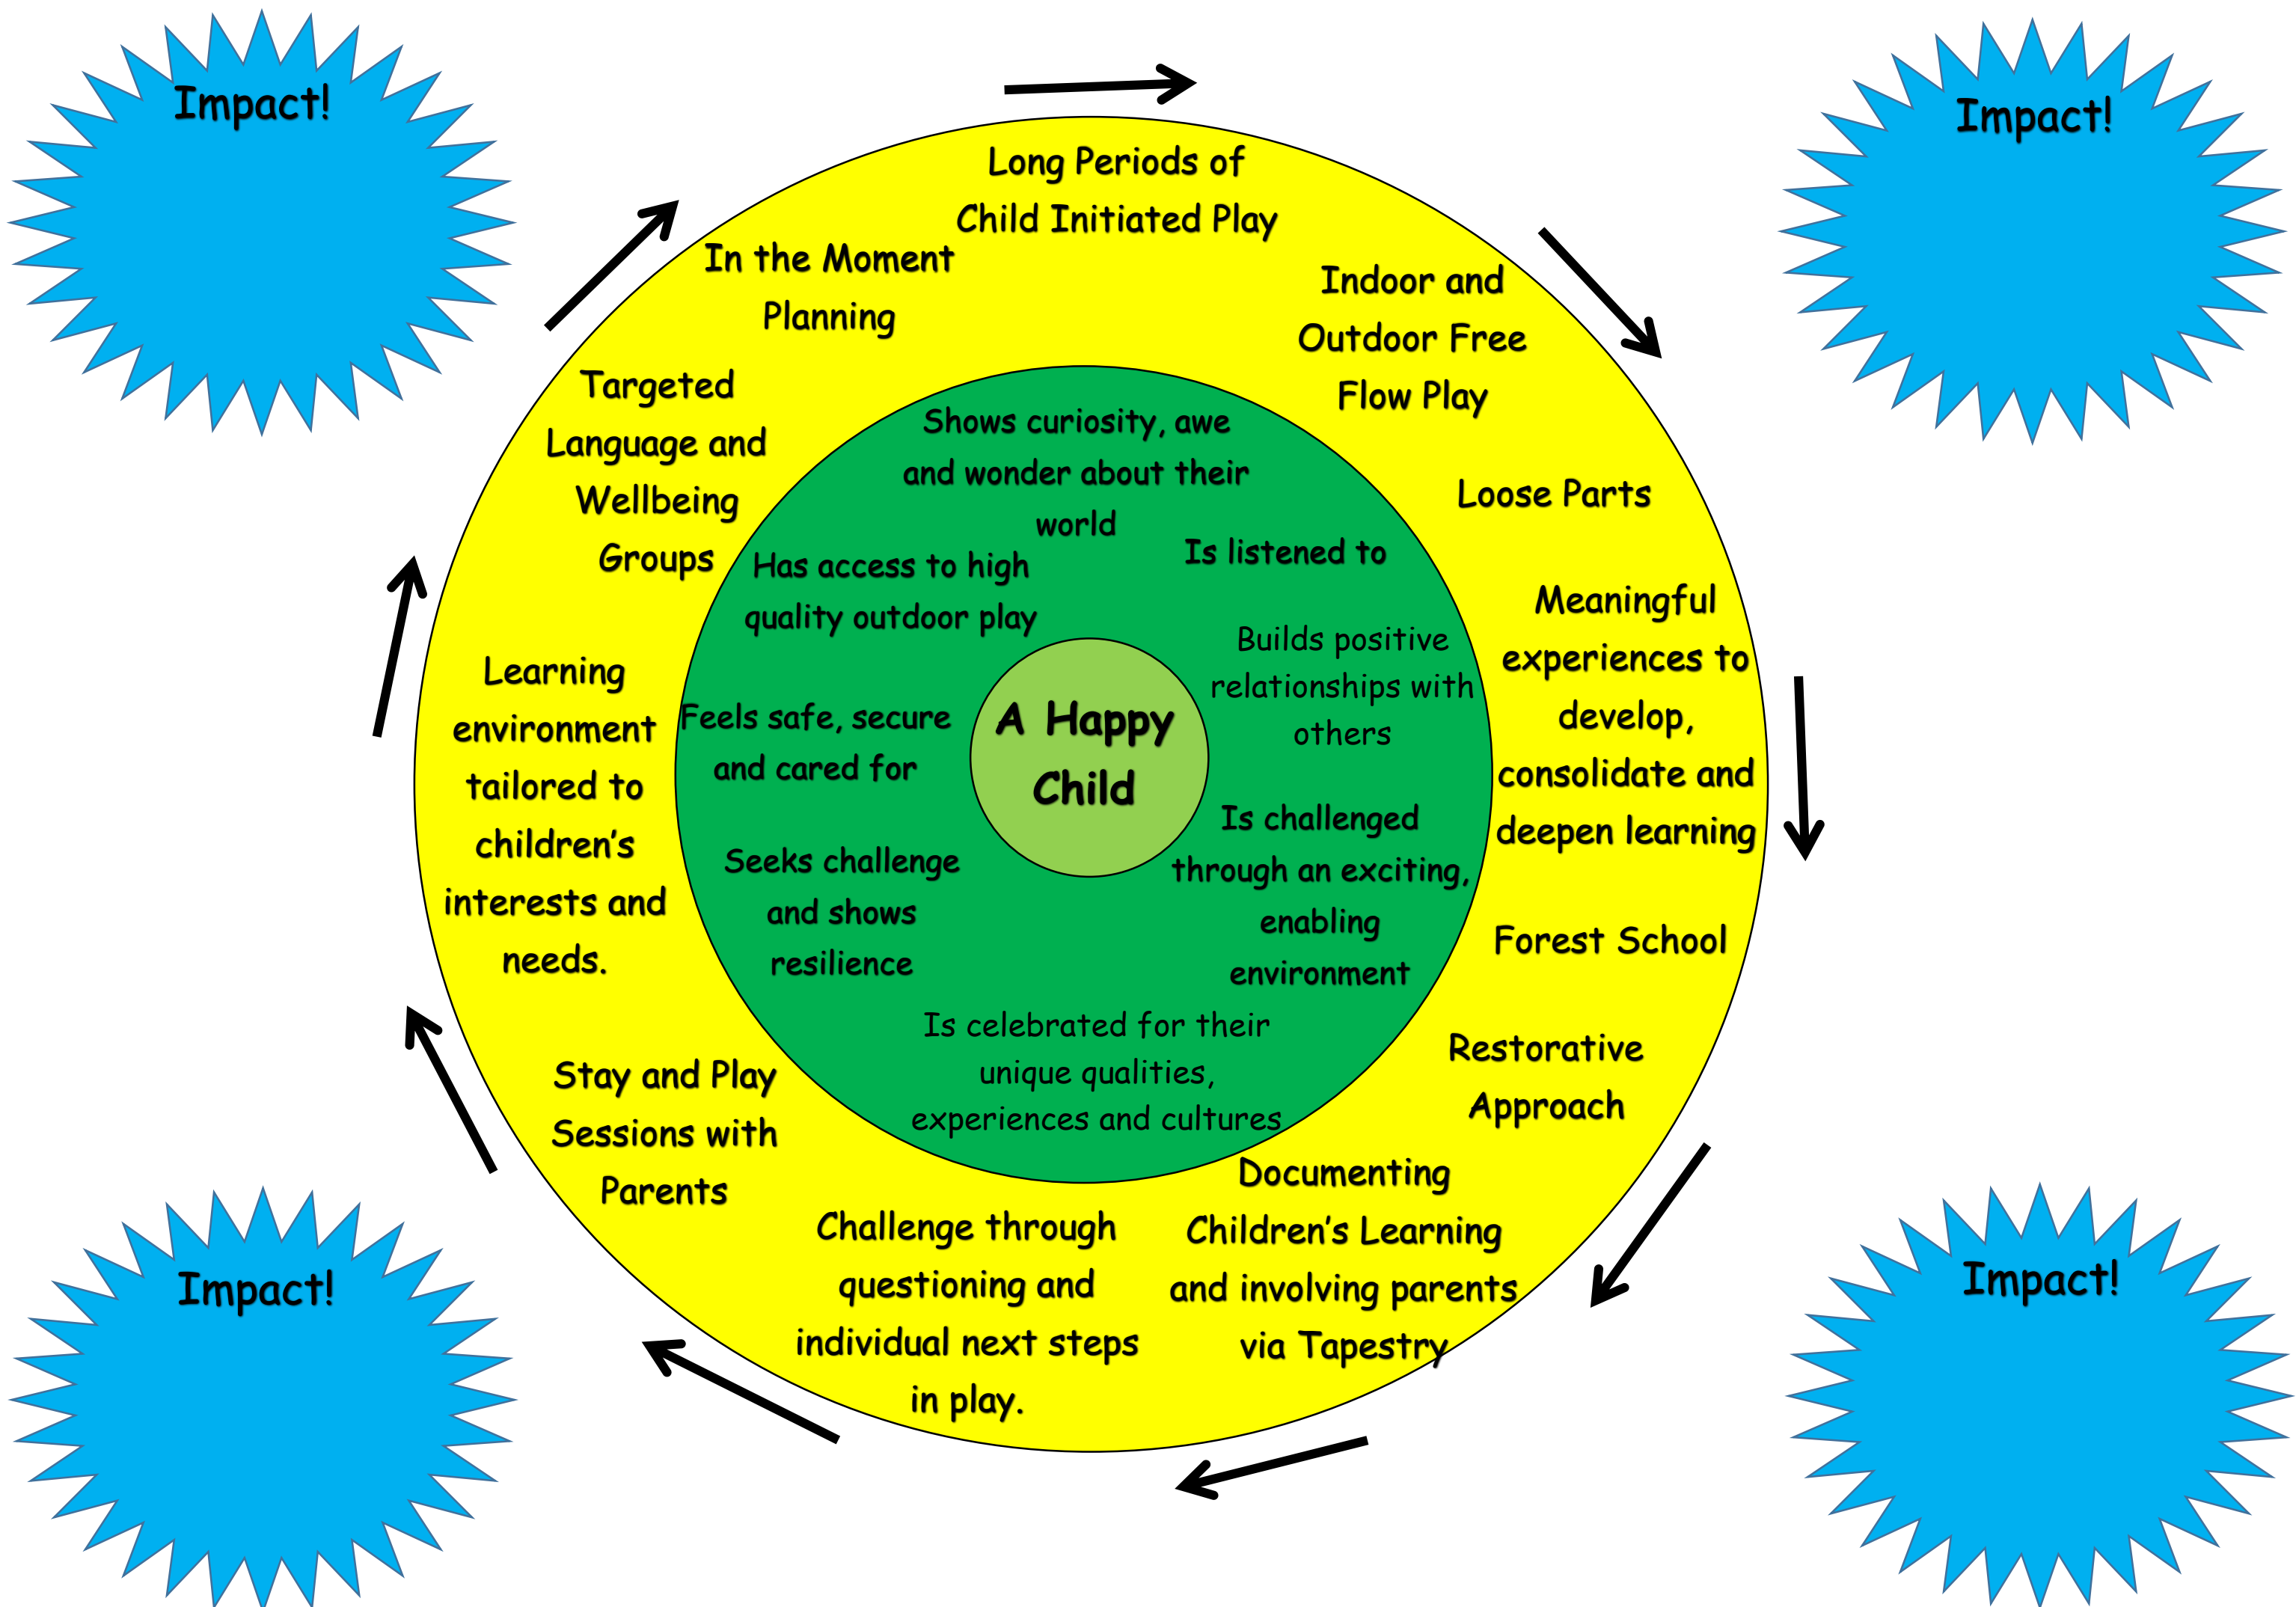 Impact!
Impact!
Long Periods of
Child Initiated Play
In the Moment
Planning
Indoor and
Outdoor Free
Flow Play
Targeted
Language and
Wellbeing
Groups
Loose Parts
Meaningful
experiences to
develop,
consolidate and
deepen learning
Learning
environment
tailored to
children's
interests and
needs.
Forest School
Restorative
Approach
Stay and Play
Sessions with
Parents
Challenge through
questioning and
individual next steps
in play.
Documenting
Children's Learning
and involving parents
via Tapestry
Shows curiosity, awe
and wonder about their
world
Is listened to
Has access to high
quality outdoor play
Builds positive
relationships with
others
Feels safe, secure
and cared for
Is challenged
through an exciting,
enabling
environment
Seeks challenge
and shows
resilience
Is celebrated for their
unique qualities,
experiences and cultures
A Happy
Child
Impact!
Impact!